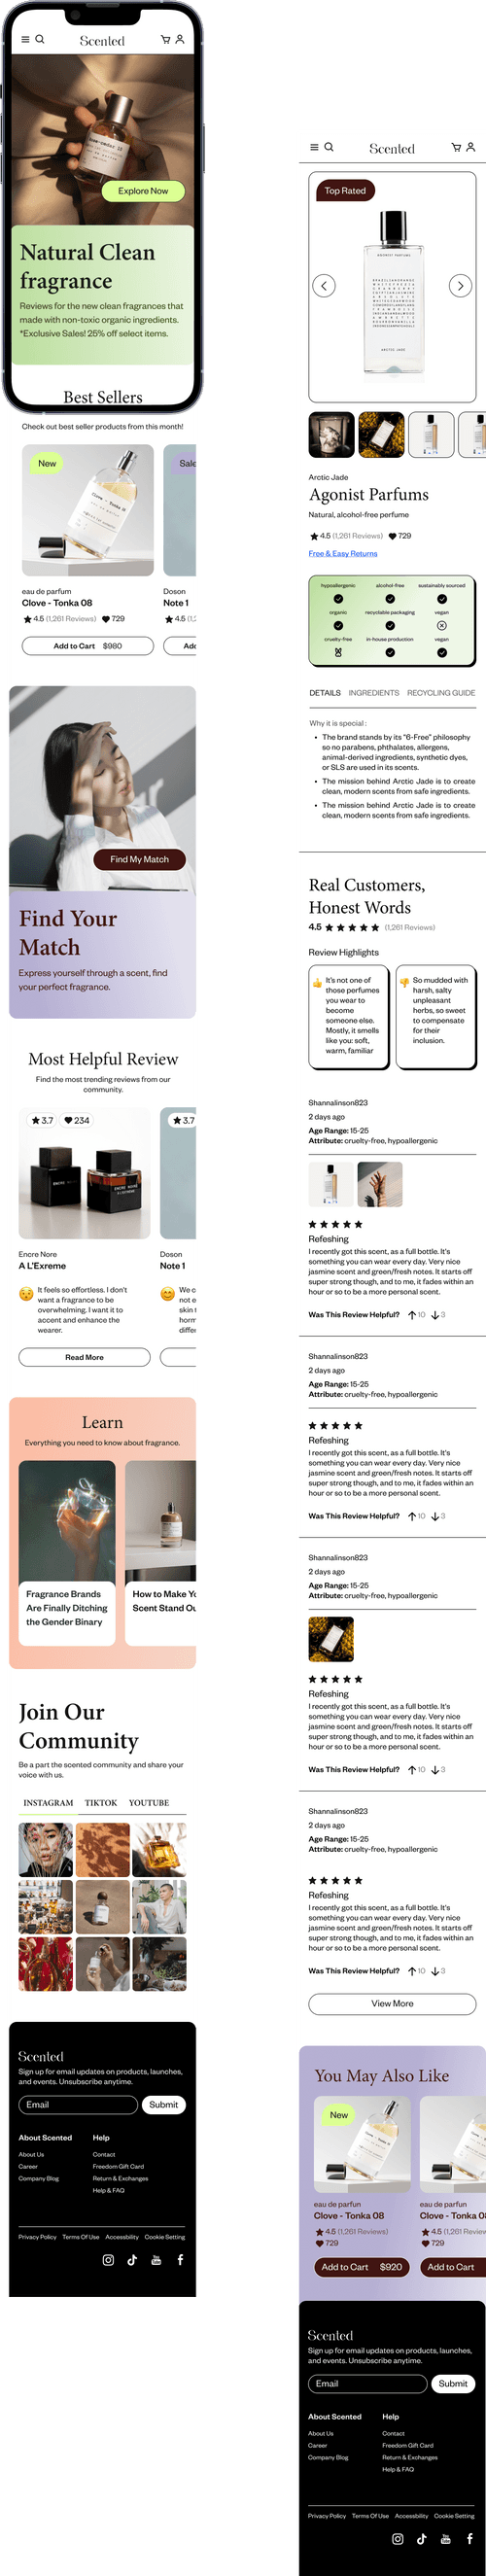 Scented
Explore Now
Natural Clean
fragrance
Reviews for the new clean fragrances that
made with non-toxic organic ingredients.
*Exclusive Sales! 25% off select items.
Best Sellers
Check out best seller products from this month!
New
Sale
eau de parfum
Clove - Tonka 08
4.5 (1,261 Reviews) 729
Add to Cart $980
Doson
Note 1
4.5 (1,2
Add
Find My Match
Find Your
Match
Express yourself through a scent, find
your perfect fragrance.
Most Helpful Review
Find the most trending reviews from our
community.
3.7 234
3.7
Encre Nore
A L'Exreme
It feels so effortless. I don't
want a fragrance to be
overwhelming. I want it to
accent and enhance the
wearer.
Read More
Doson
Note 1
We c
not e
skin t
horm
differ
Learn
Everything you need to know about fragrance.
Fragrance Brands
Are Finally Ditching
the Gender Binary
How to Make Yo
Scent Stand Ou
Join Our
Community
Be a part the scented community and share your
voice with us.
INSTAGRAM TIKTOK YOUTUBE
Scented
Sign up for email updates on products, launches,
and events. Unsubscribe anytime.
Email Submit
About Scented Help
About Us Contact
Career Freedom Gift Card
Company Blog Return & Exchanges
Help & FAQ
Privacy Policy Terms Of Use Accessbility Cookie Setting
Scented
Top Rated
AGONIST PARFUMS
ARCTIC JADE
Arctic Jade
Agonist Parfums
Natural, alcohol-free perfume
4.5 (1,261 Reviews) 729
Free & Easy Returns
hypoallergenic alcohol-free sustainably sourced
organic recyclable packaging vegan
cruelty-free in-house production vegan
DETAILS INGREDIENTS RECYCLING GUIDE
Why it is special :
The brand stands by its "6-Free" philosophy
so no parabens, phthalates, allergens,
animal-derived ingredients, synthetic dyes,
or SLS are used in its scents.
The mission behind Arctic Jade is to create
clean, modern scents from safe ingredients.
The mission behind Arctic Jade is to create
clean, modern scents from safe ingredients.
Real Customers,
Honest Words
4.5 (1,261 Reviews)
Review Highlights
It's not one of
those perfumes
you wear to
become
someone else.
Mostly, it smells
like you: soft,
warm, familiar
So mudded with
harsh, salty
unpleasant
herbs, so sweet
to compensate
for their
inclusion.
Shannalinson823
2 days ago
Age Range: 15-25
Attribute: cruelty-free, hypoallergenic
Refeshing
I recently got this scent, as a full bottle. It's
something you can wear every day. Very nice
jasmine scent and green/fresh notes. It starts off
super strong though, and to me, it fades within an
hour or so to be a more personal scent.
Was This Review Helpful? 10 3
Shannalinson823
2 days ago
Age Range: 15-25
Attribute: cruelty-free, hypoallergenic
Refeshing
I recently got this scent, as a full bottle. It's
something you can wear every day. Very nice
jasmine scent and green/fresh notes. It starts off
super strong though, and to me, it fades within an
hour or so to be a more personal scent.
Was This Review Helpful? 10 3
Shannalinson823
2 days ago
Age Range: 15-25
Attribute: cruelty-free, hypoallergenic
Refeshing
I recently got this scent, as a full bottle. It's
something you can wear every day. Very nice
jasmine scent and green/fresh notes. It starts off
super strong though, and to me, it fades within an
hour or so to be a more personal scent.
Was This Review Helpful? 10 3
Shannalinson823
2 days ago
Age Range: 15-25
Attribute: cruelty-free, hypoallergenic
Refeshing
I recently got this scent, as a full bottle. It's
something you can wear every day. Very nice
jasmine scent and green/fresh notes. It starts off
super strong though, and to me, it fades within an
hour or so to be a more personal scent.
Was This Review Helpful? 10 3
View More
You May Also Like
New
eau de parfun
Clove - Tonka 08
4.5 (1,261 Reviews)
729
Add to Cart $920
eau de parfun
Clove - Tonka 08
4.5 (1,261 Review
729
Add to Cart
Scented
Sign up for email updates on products, launches,
and events. Unsubscribe anytime.
Email Submit
About Scented Help
About Us Contact
Career Freedom Gift Card
Company Blog Return & Exchanges
Help & FAQ
Privacy Policy Terms Of Use Accessbility Cookie Setting